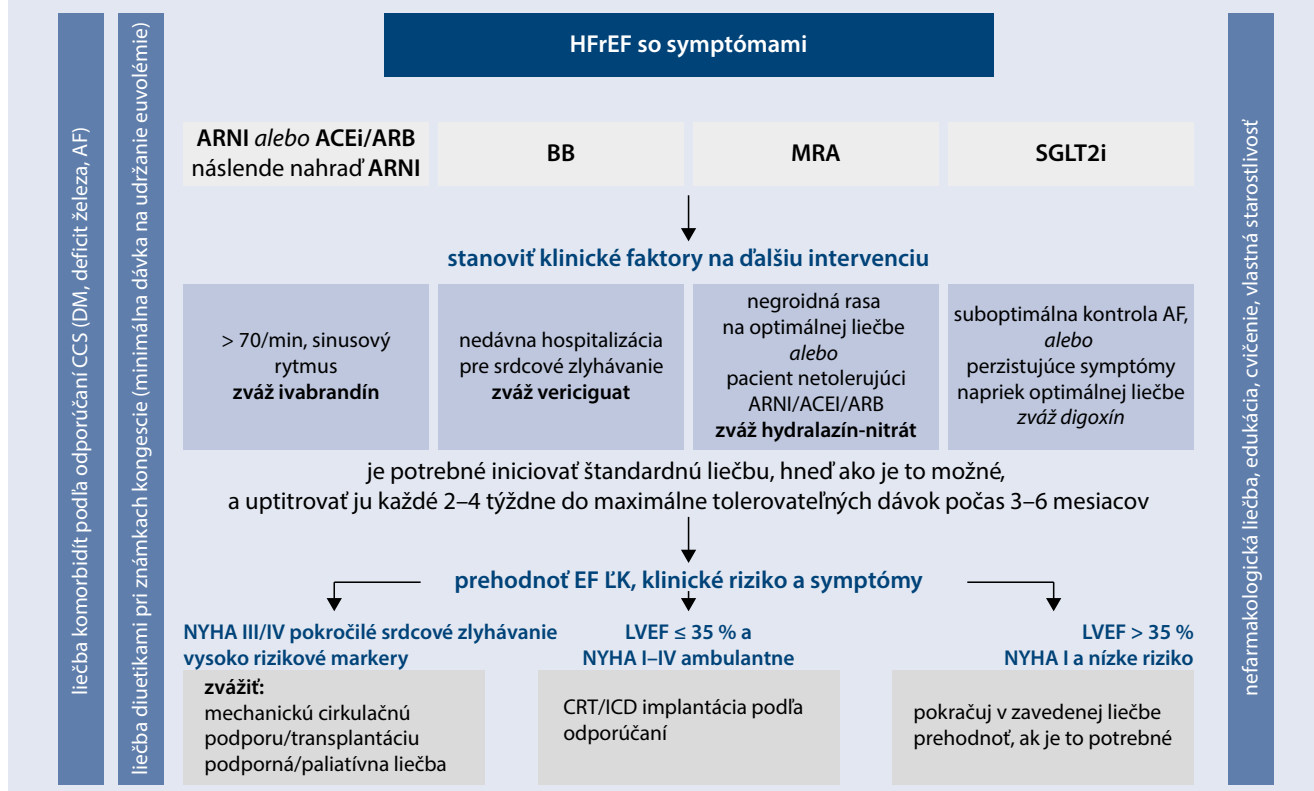 HFrEF so symptómami
liečba komorbidít podľa odporúčaní CCS (DM, deficit železa, AF)
liečba diuetikami pri známkach kongescie (minimálna dávka na udržanie euvolémie)
ARNI alebo ACEi/ARB
náslende nahraď ARNI
BB
MRA
SGLT2i
stanoviť klinické faktory na ďalšiu intervenciu
> 70/min, sinusový
rytmus
zváž ivabrandín
nedávna hospitalizácia
pre srdcové zlyhávanie
zváž vericiguat
negroidná rasa
na optimálnej liečbe
alebo
pacient netolerujúci
ARNI/ACEI/ARB
zváž hydralazín-nitrát
suboptimálna kontrola AF,
alebo
perzistujúce symptómy
napriek optimálnej liečbe
zváž digoxín
je potrebné iniciovať štandardnú liečbu, hneď ako je to možné,
a uptitrovať ju každé 2–4 týždne do maximálne tolerovateľných dávok počas 3–6 mesiacov
prehodnoť EF ĽK, klinické riziko a symptómy
NYHA III/IV pokročilé srdcové zlyhávanie
vysoko rizikové markery
zvážiť:
mechanickú cirkulačnú
podporu/transplantáciu
podporná/paliatívna liečba
LVEF ≤ 35 % a
NYHA I–IV ambulantne
CRT/ICD implantácia podľa
odporúčaní
LVEF > 35 %
NYHA I a nízke riziko
pokračuj v zavedenej liečbe
prehodnoť, ak je to potrebné
nefarmakologická liečba, edukácia, cvičenie, vlastná starostlivosť